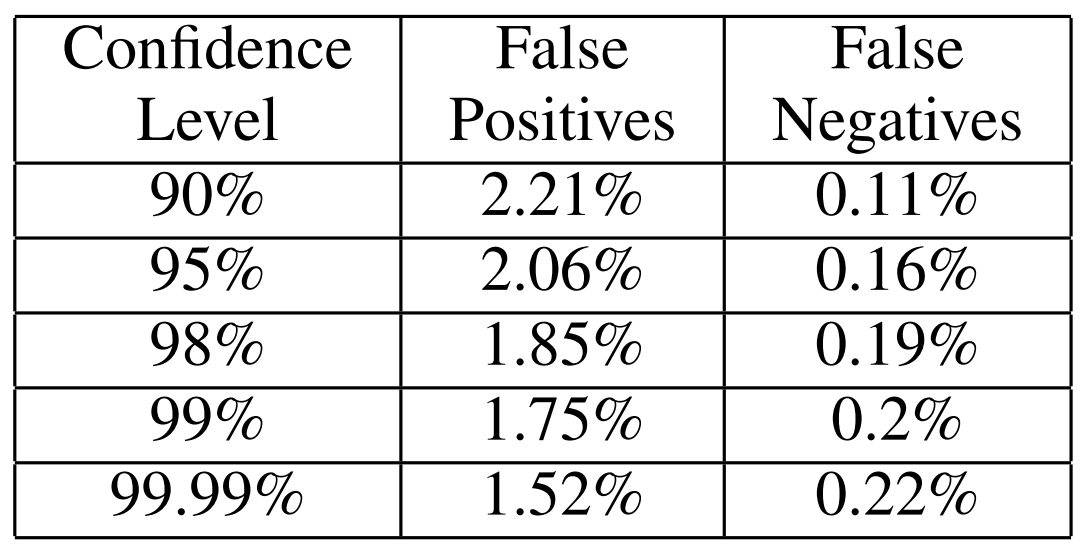 Confidence Level False Positives False Negatives
90% 2.21% 0.11%
95% 2.06% 0.16%
98% 1.85% 0.19%
99% 1.75% 0.2%
99.99% 1.52% 0.22%